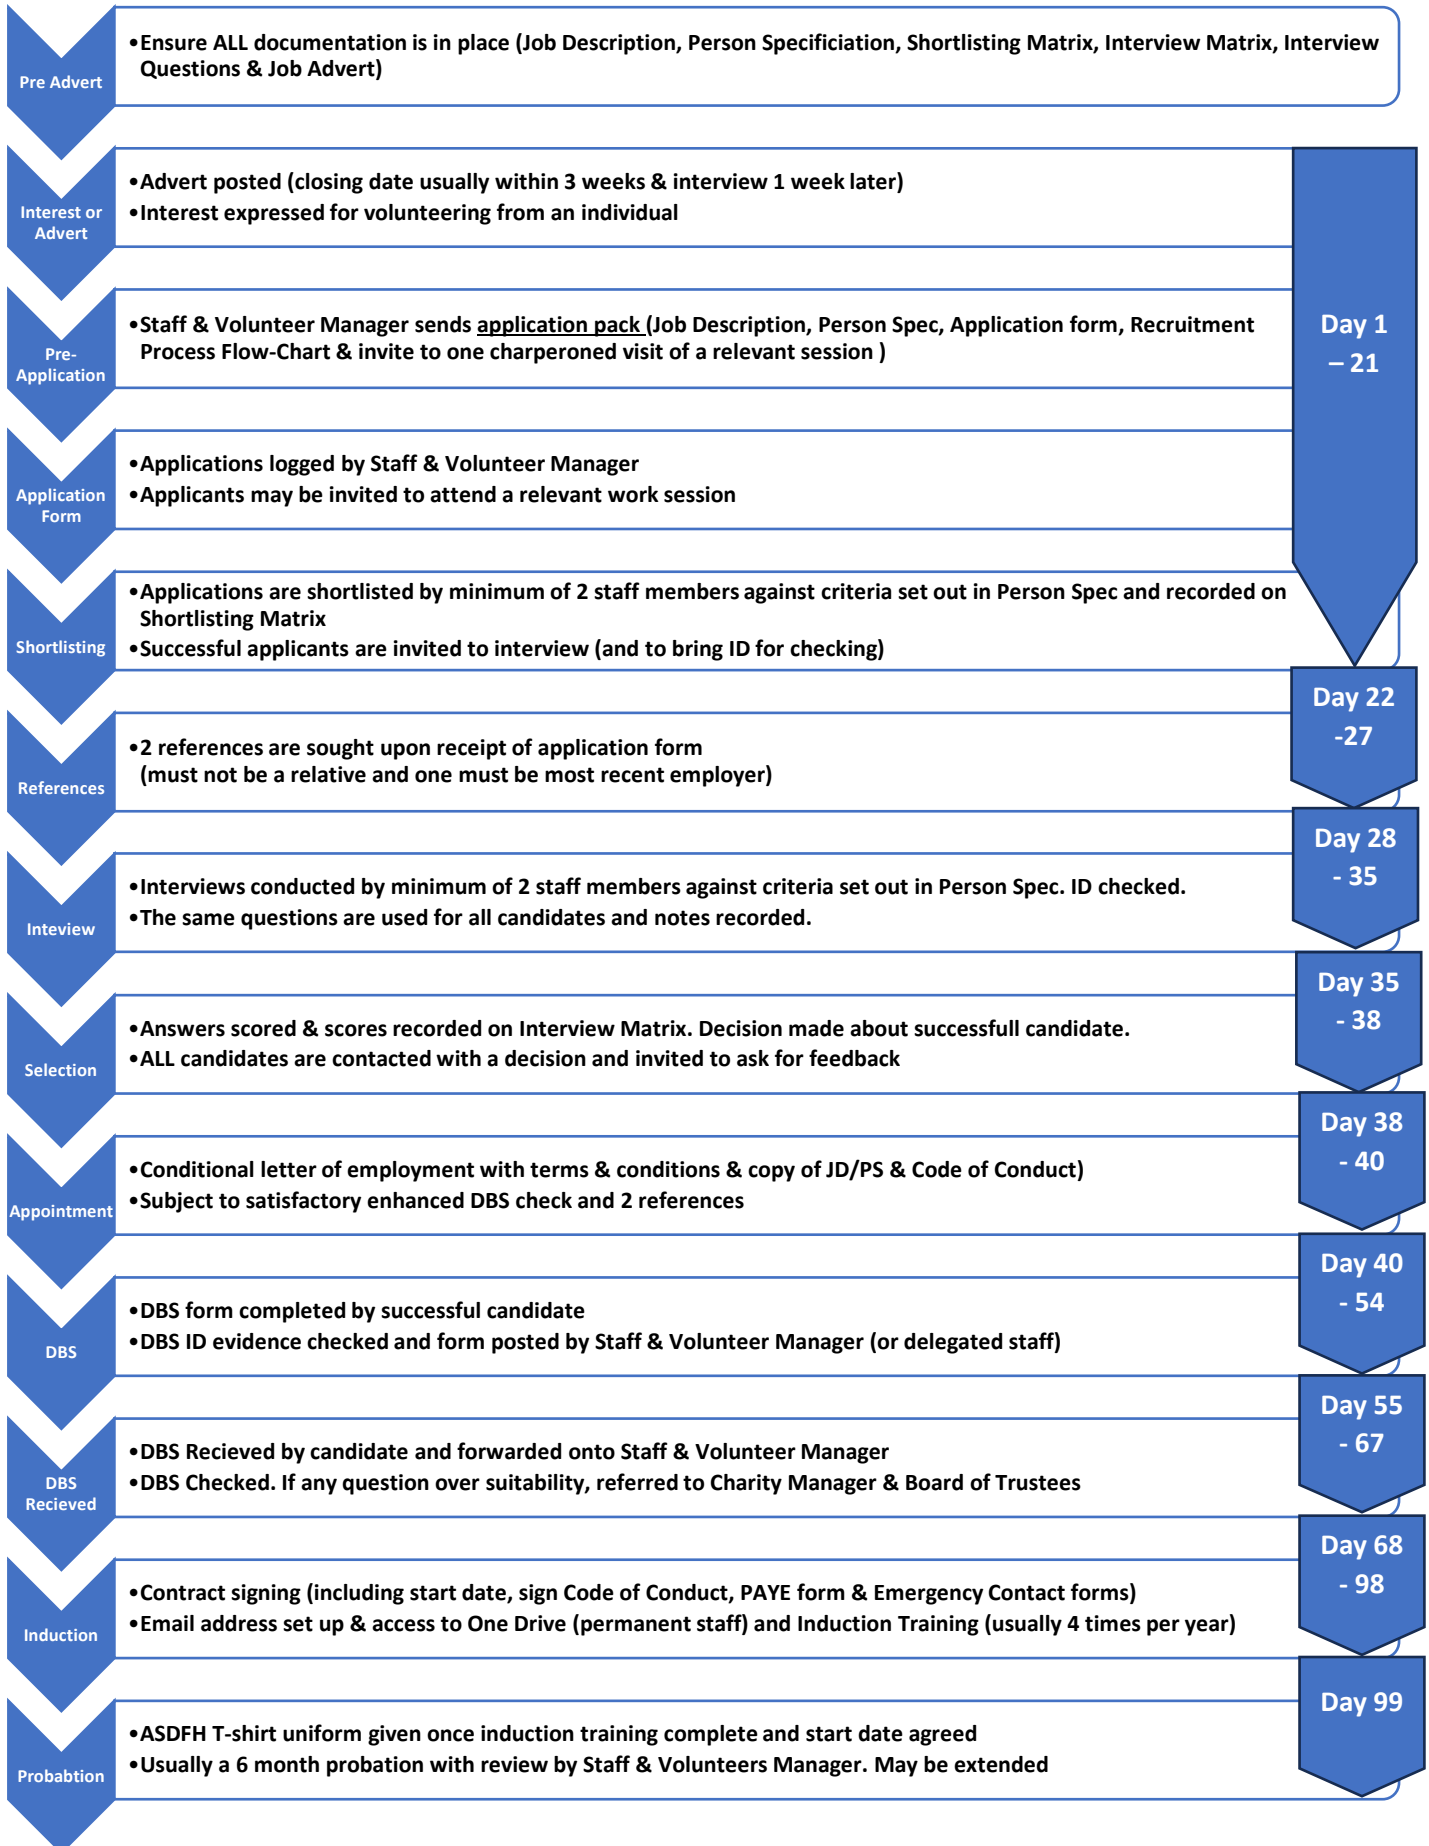 Pre Advert
•Ensure ALL documentation is in place (Job Description, Person Specificiation, Shortlisting Matrix, Interview Matrix, Interview
Questions & Job Advert)
Interest or
Advert
•Advert posted (closing date usually within 3 weeks & interview 1 week later)
•Interest expressed for volunteering from an individual
Pre-
Application
•Staff & Volunteer Manager sends application pack (Job Description, Person Spec, Application form, Recruitment
Process Flow-Chart & invite to one charperoned visit of a relevant session )
Day 1
– 21
Application
Form
•Applications logged by Staff & Volunteer Manager
•Applicants may be invited to attend a relevant work session
Shortlisting
•Applications are shortlisted by minimum of 2 staff members against criteria set out in Person Spec and recorded on
Shortlisting Matrix
•Successful applicants are invited to interview (and to bring ID for checking)
Day 22
-27
References
•2 references are sought upon receipt of application form
(must not be a relative and one must be most recent employer)
Day 28
- 35
Inteview
•Interviews conducted by minimum of 2 staff members against criteria set out in Person Spec. ID checked.
•The same questions are used for all candidates and notes recorded.
Day 35
- 38
Selection
•Answers scored & scores recorded on Interview Matrix. Decision made about successfull candidate.
•ALL candidates are contacted with a decision and invited to ask for feedback
Day 38
- 40
Appointment
•Conditional letter of employment with terms & conditions & copy of JD/PS & Code of Conduct)
•Subject to satisfactory enhanced DBS check and 2 references
Day 40
- 54
DBS
•DBS form completed by successful candidate
•DBS ID evidence checked and form posted by Staff & Volunteer Manager (or delegated staff)
Day 55
- 67
DBS
Recieved
•DBS Recieved by candidate and forwarded onto Staff & Volunteer Manager
•DBS Checked. If any question over suitability, referred to Charity Manager & Board of Trustees
Day 68
- 98
Induction
•Contract signing (including start date, sign Code of Conduct, PAYE form & Emergency Contact forms)
•Email address set up & access to One Drive (permanent staff) and Induction Training (usually 4 times per year)
Day 99
Probabtion
•ASDFH T-shirt uniform given once induction training complete and start date agreed
•Usually a 6 month probation with review by Staff & Volunteers Manager. May be extended